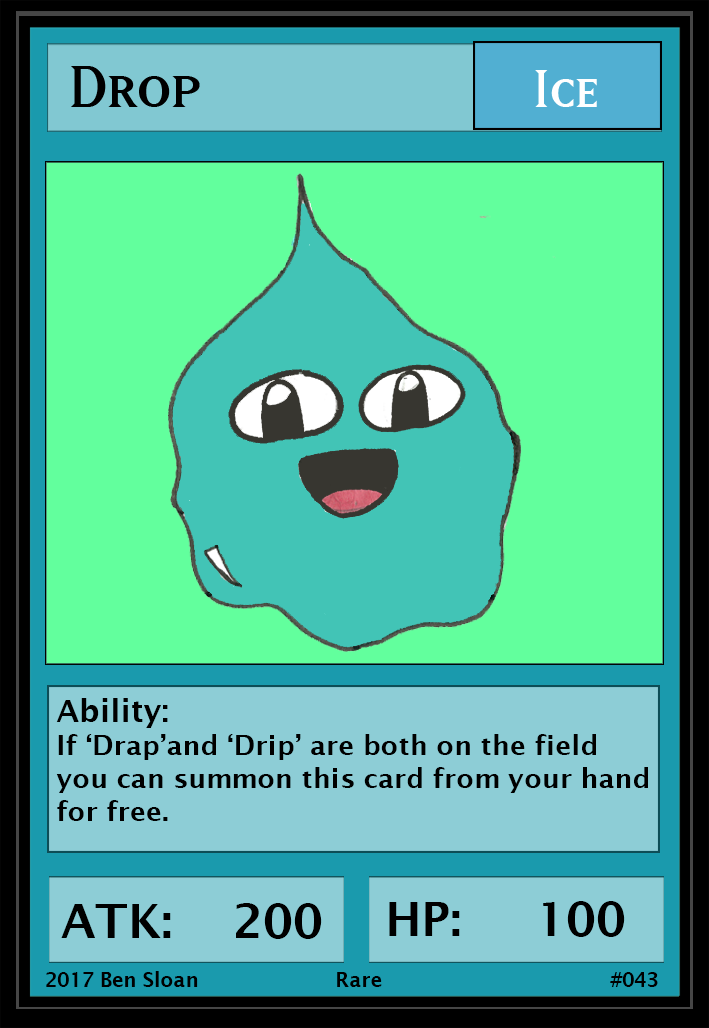 Drop
Ice
Ability:
If ‘Drap’and ‘Drip’ are both on the field
you can summon this card from your hand
for free.
ATK: 200
HP: 100
2017 Ben Sloan
Rare
#043